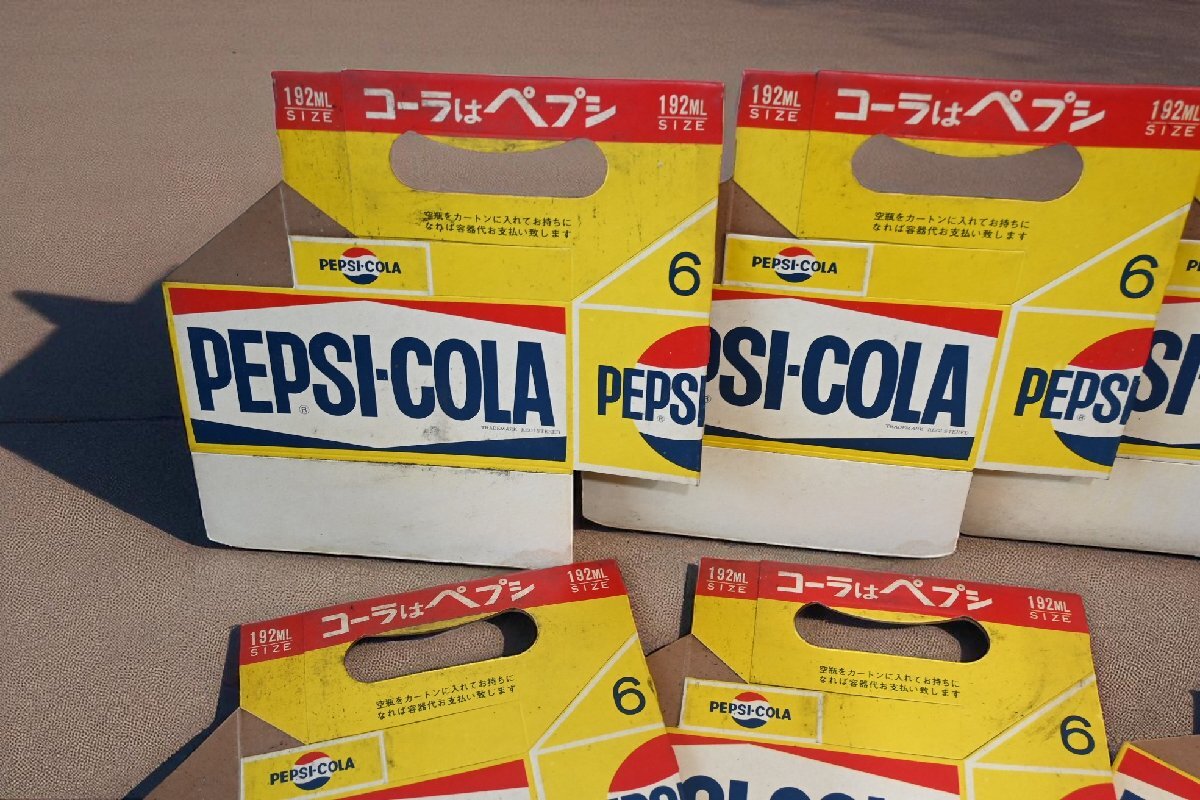 192ML
SIZE
コーラはペプシ
192ML
SIZE
空瓶をカートンに入れてお持ちに
なれば容器代お支払い致します
PEPSI-COLA
6
PEPSI-COLA
®
TRADEMARK REGISTERED
PEPSI
192ML
SIZE
コーラはペプシ
192ML
SIZE
空瓶をカートンに入れてお持ちに
なれば容器代お支払い致します
PEPSI-COLA
6
PSI-COLA
®
TRADEMARK REGISTERED
PEPSI
SI-
192ML
SIZE
コーラはペプシ
192ML
SIZE
空瓶をカートンに入れてお持ちに
なれば容器代お支払い致します
6
PEPSI-COLA
192ML
SIZE
コーラはペプシ
192ML
SIZE
空瓶をカートンに入れてお持ちに
なれば容器代お支払い致します
PEPSI-COLA
6